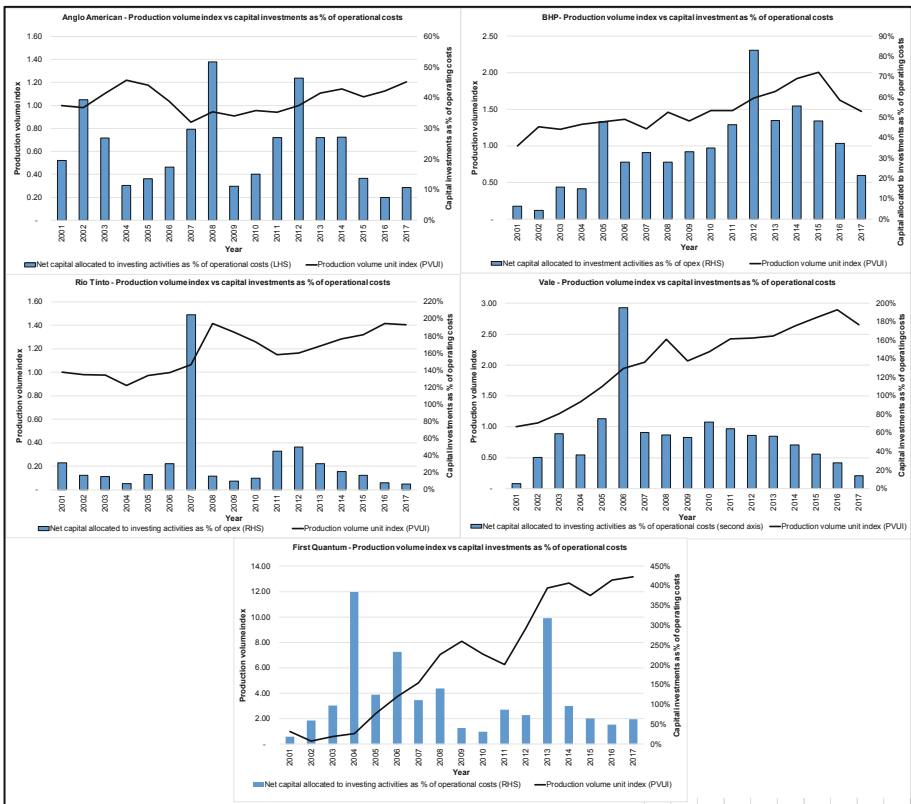 Anglo American - Production volume index vs capital investments as % of operational costs
1.60
1.40
1.20
1.00
0.80
0.60
0.40
0.20
-
Production volume index
60%
50%
40%
30%
20%
10%
0%
Capital investments as % of operating costs
2001 2002 2003 2004 2005 2006 2007 2008 2009 2010 2011 2012 2013 2014 2015 2016 2017
Year
Net capital allocated to investing activities as % of operational costs (LHS) Production volume unit index (PVUI)
BHP- Production volume index vs capital investment as % of operational costs
2.50
2.00
1.50
1.00
0.50
-
Production volume index
90%
80%
70%
60%
50%
40%
30%
20%
10%
0%
Capital allocated to investments as % of operating costs
2001 2002 2003 2004 2005 2006 2007 2008 2009 2010 2011 2012 2013 2014 2015 2016 2017
Year
Net capital allocated to investment activities as % of opex (RHS) Production volume unit index (PVUI)
Rio Tinto - Production volume index vs capital investments as % of operational costs
1.60
1.40
1.20
1.00
0.80
0.60
0.40
0.20
-
Production volume index
220%
200%
180%
160%
140%
120%
100%
80%
60%
40%
20%
0%
Capital investments as % of operating costs
2001 2002 2003 2004 2005 2006 2007 2008 2009 2010 2011 2012 2013 2014 2015 2016 2017
Year
Net capital allocated to investing activities as % of opex (RHS) Production volume unit index (PVUI)
Vale - Production volume index vs capital investments as % of operational costs
3.00
2.50
2.00
1.50
1.00
0.50
-
Production volume index
200%
180%
160%
140%
120%
100%
80%
60%
40%
20%
0%
Capital investments as % of operating costs
2001 2002 2003 2004 2005 2006 2007 2008 2009 2010 2011 2012 2013 2014 2015 2016 2017
Year
Net capital allocated to investing activities as % of operational costs (second axis) Production volume unit index (PVUI)
First Quantum - Production volume index vs capital investments as % of operational costs
14.00
12.00
10.00
8.00
6.00
4.00
2.00
-
Production volume index
450%
400%
350%
300%
250%
200%
150%
100%
50%
0%
Capital investments as % of operating costs
2001 2002 2003 2004 2005 2006 2007 2008 2009 2010 2011 2012 2013 2014 2015 2016 2017
Year
Net capital allocated to investing activities as % of operational costs (RHS) Production volume unit index (PVUI)